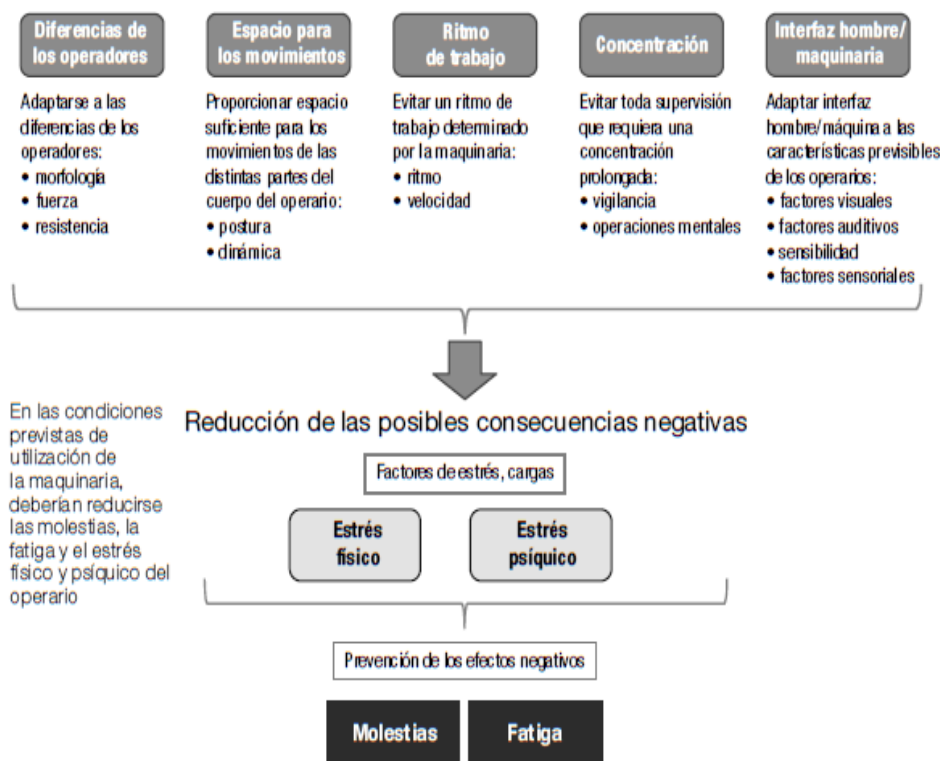 Diferencias de
los operadores
Adaptarse a las
diferencias de los
operadores:
• morfología
• fuerza
• resistencia
Espacio para
los movimientos
Proporcionar espacio
suficiente para los
movimientos de las
distintas partes del
cuerpo del operario:
• postura
• dinámica
Ritmo
de trabajo
Evitar un ritmo de
trabajo determinado
por la maquinaria:
• ritmo
• velocidad
Concentración
Evitar toda supervisión
que requiera una
concentración
prolongada:
• vigilancia
• operaciones mentales
Interfaz hombre/
maquinaria
Adaptar interfaz
hombre/máquina a las
características previsibles
de los operarios:
• factores visuales
• factores auditivos
• sensibilidad
• factores sensoriales
En las condiciones
previstas de
utilización de
la maquinaria,
deberían reducirse
las molestias, la
fatiga y el estrés
físico y psíquico del
operario
Reducción de las posibles consecuencias negativas
Factores de estrés, cargas
Estrés
físico
Estrés
psíquico
Prevención de los efectos negativos
Molestias
Fatiga